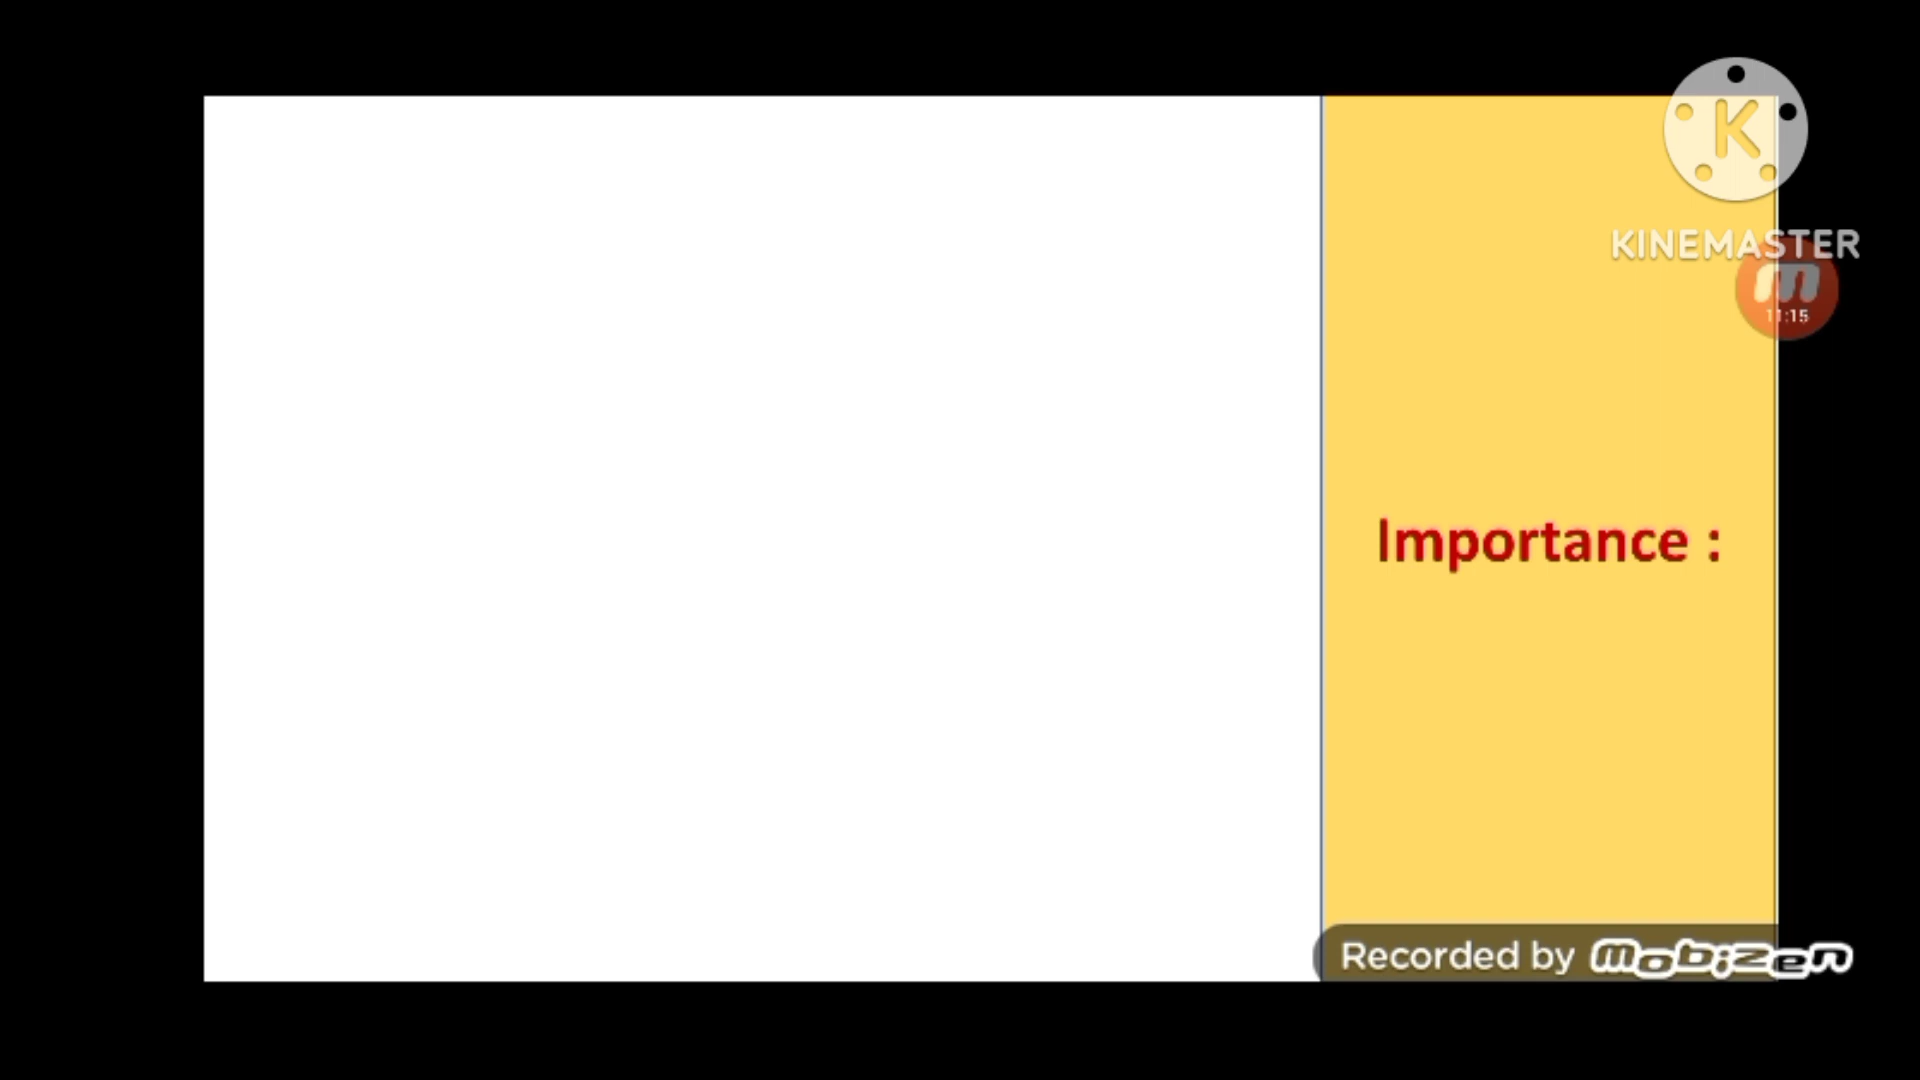 K
KINEMASTER
m
11:15
Importance :
Recorded by mobizen